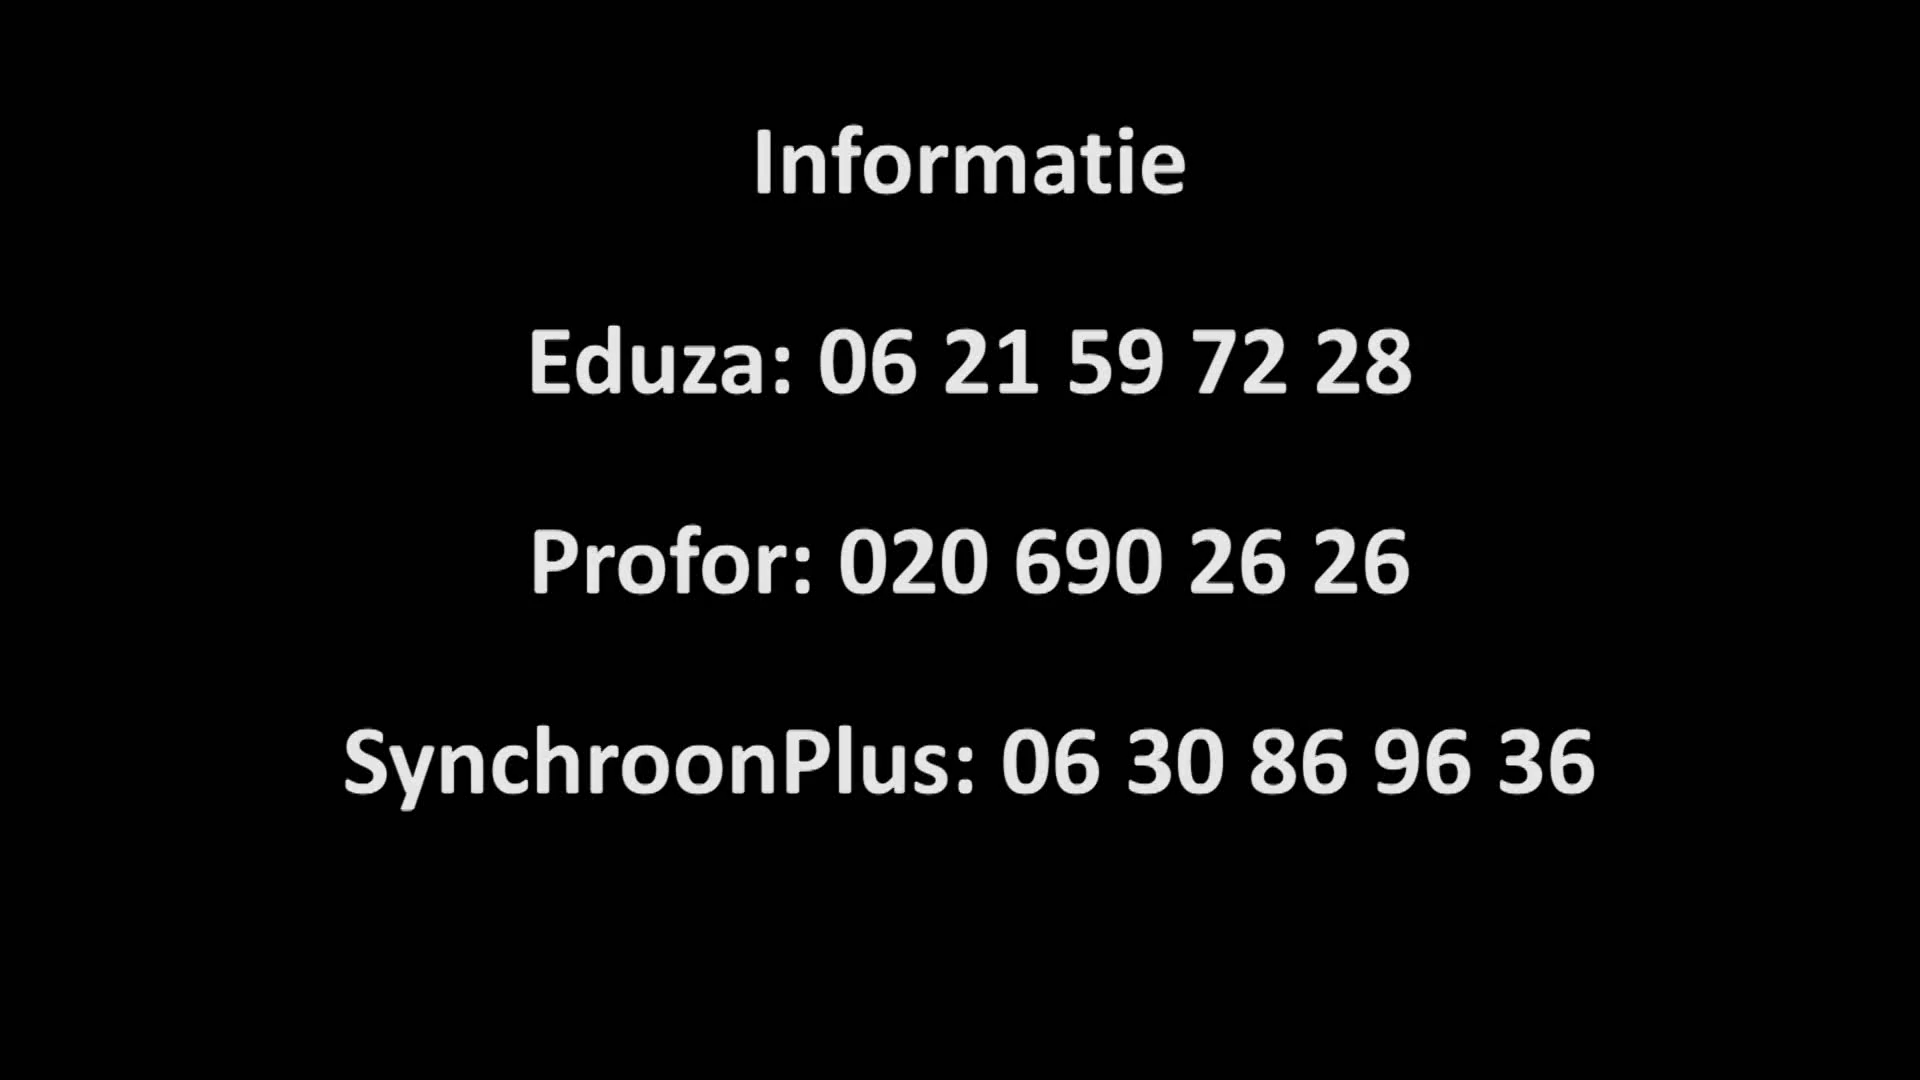 Informatie
Eduza: 06 21 59 72 28
Profor: 020 690 26 26
SynchroonPlus: 06 30 86 96 36